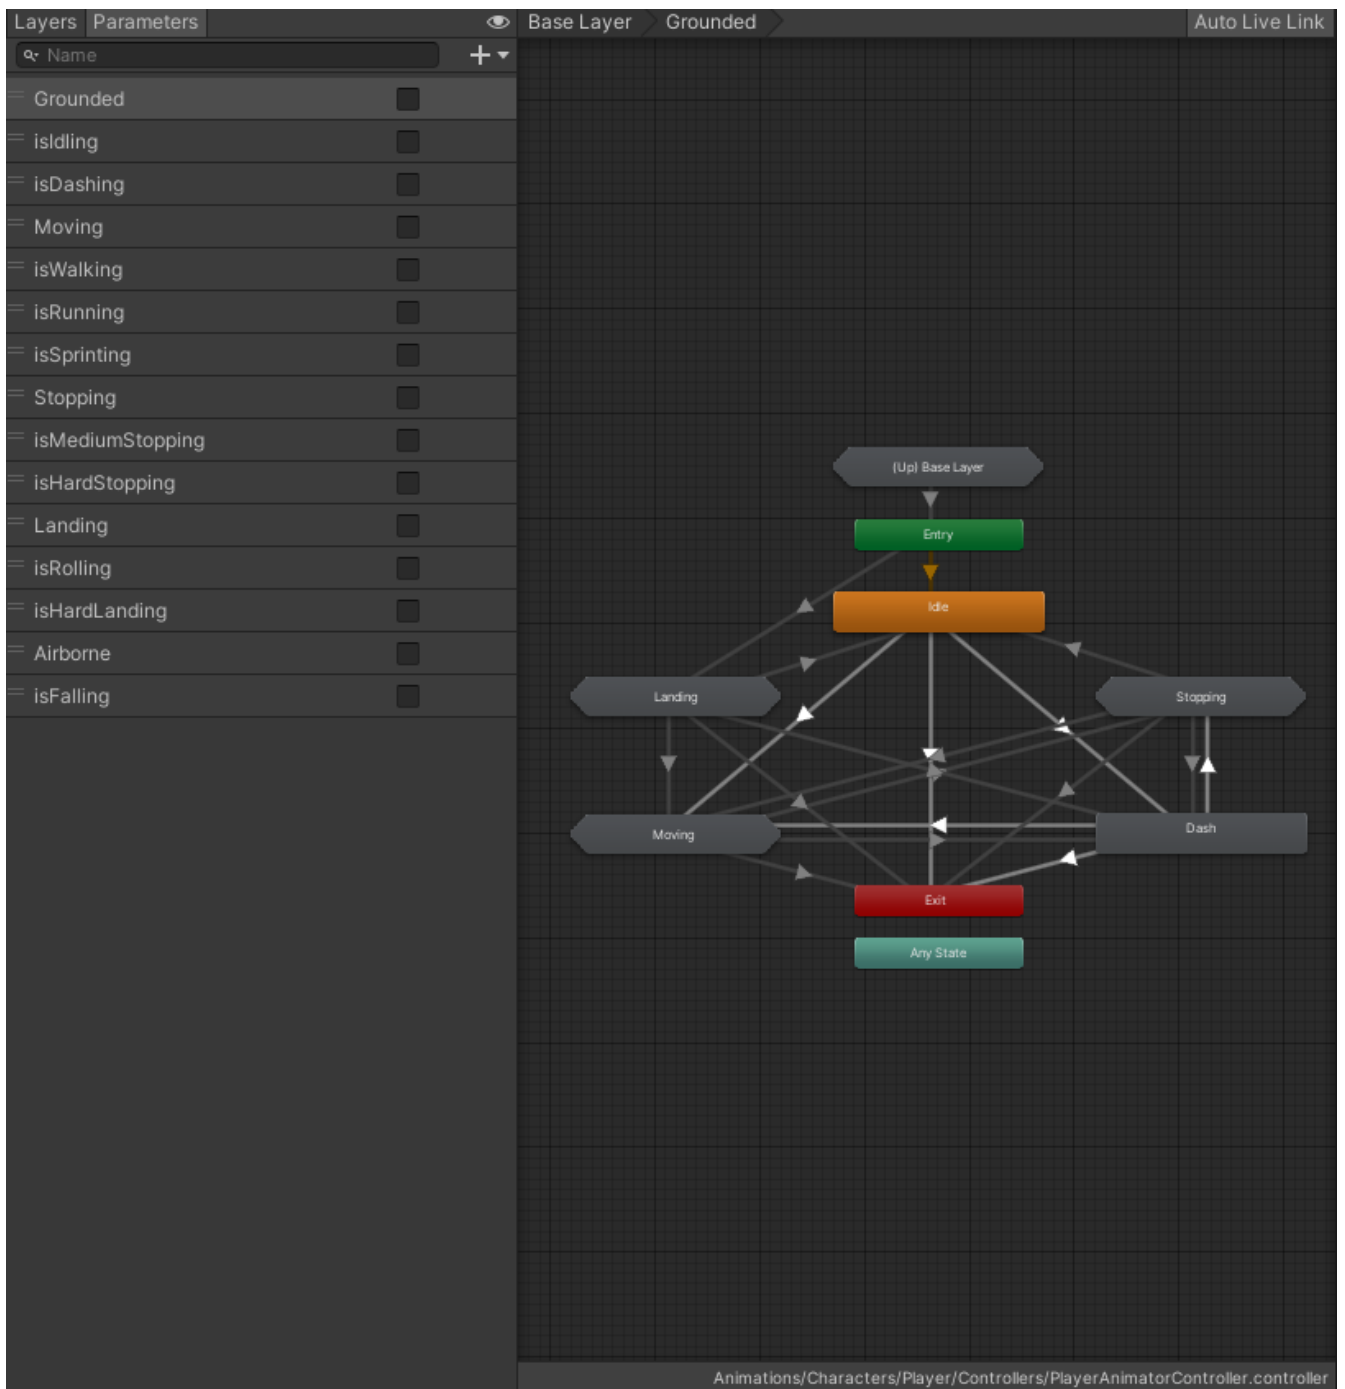 Layers Parameters
Base Layer Grounded
Auto Live Link
Name
Grounded
isIdling
isDashing
Moving
isWalking
isRunning
isSprinting
Stopping
isMediumStopping
isHardStopping
Landing
isRolling
isHardLanding
Airborne
isFalling
(Up) Base Layer
Entry
Idle
Landing
Stopping
Moving
Dash
Exit
Any State
Animations/Characters/Player/Controllers/PlayerAnimatorController.controller